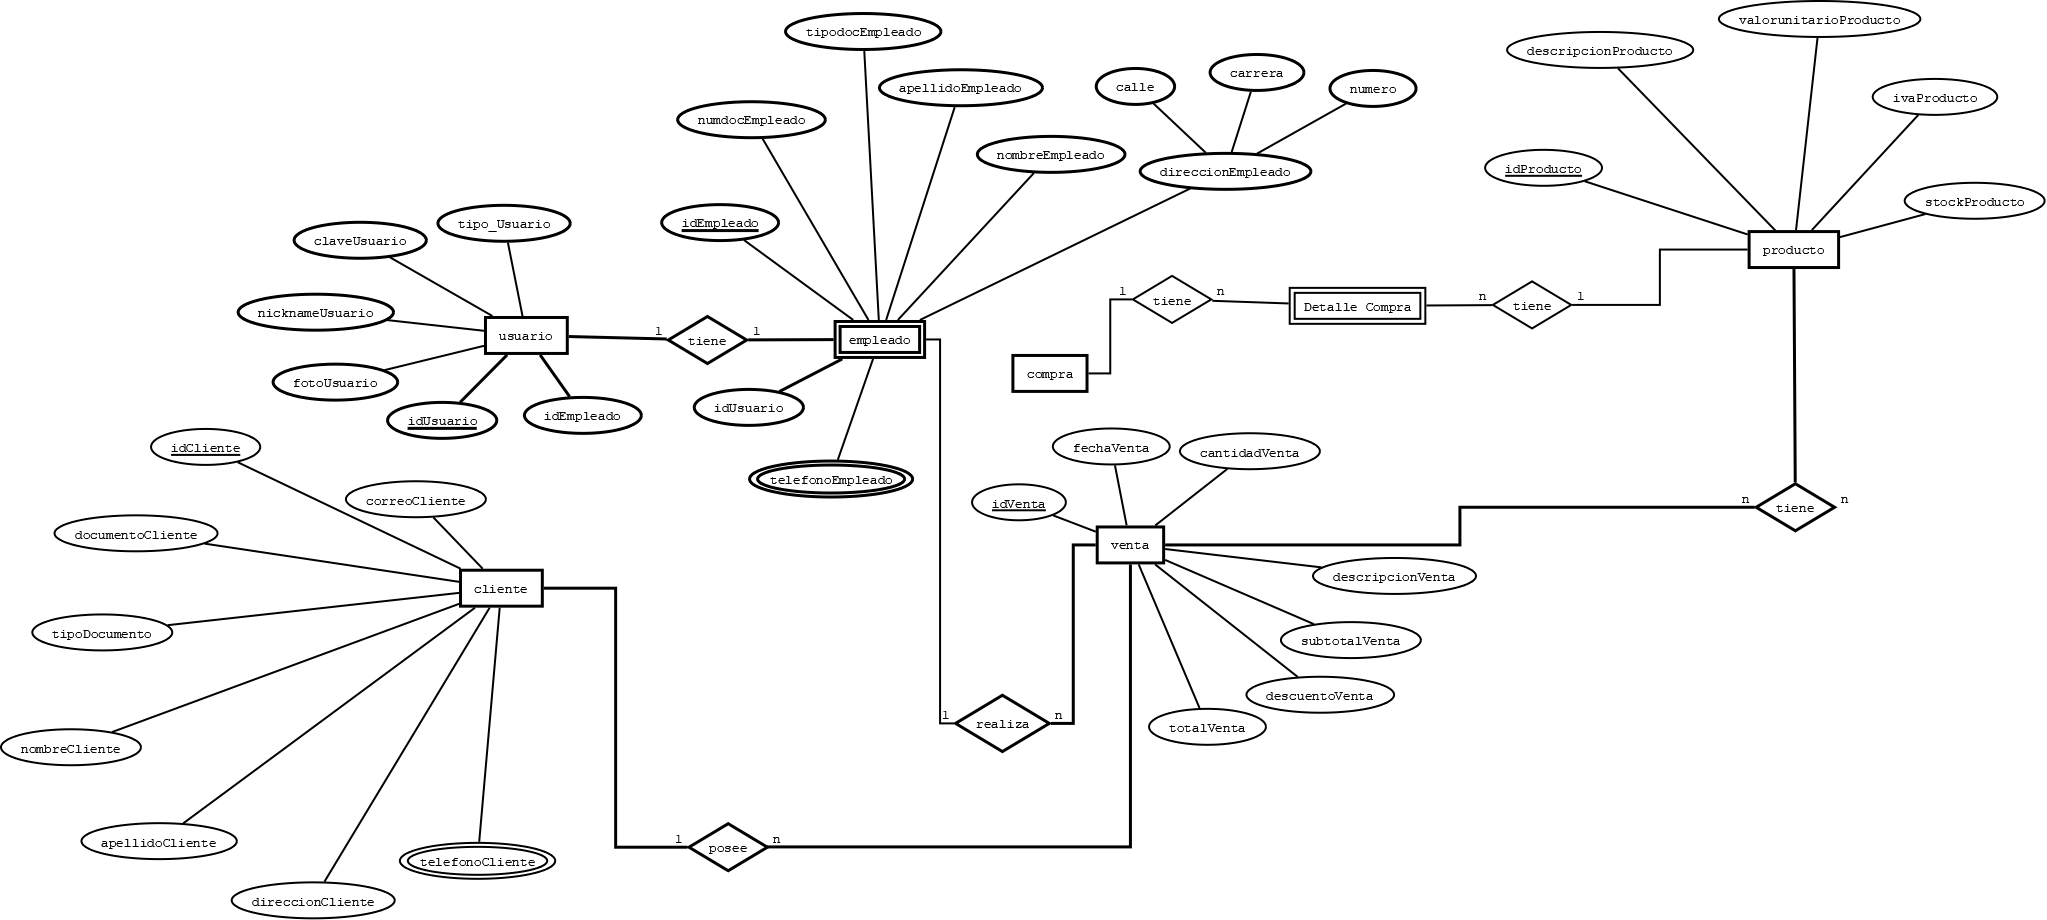 valorunitarioProducto
tipodocEmpleado
descripcionProducto
carrera
calle
apellidoEmpleado
numero
ivaProducto
numdocEmpleado
nombreEmpleado
idProducto
direccionEmpleado
stockProducto
idEmpleado
tipo_Usuario
claveUsuario
producto
1
tiene
n
n
tiene
1
Detalle Compra
nicknameUsuario
usuario
1
tiene
1
empleado
compra
fotoUsuario
idUsuario
idEmpleado
idUsuario
idCliente
fechaVenta
cantidadVenta
telefonoEmpleado
correoCliente
idVenta
n
tiene
n
documentoCliente
venta
descripcionVenta
cliente
tipoDocumento
subtotalVenta
descuentoVenta
1
realiza
n
totalVenta
nombreCliente
apellidoCliente
1
posee
n
telefonoCliente
direccionCliente